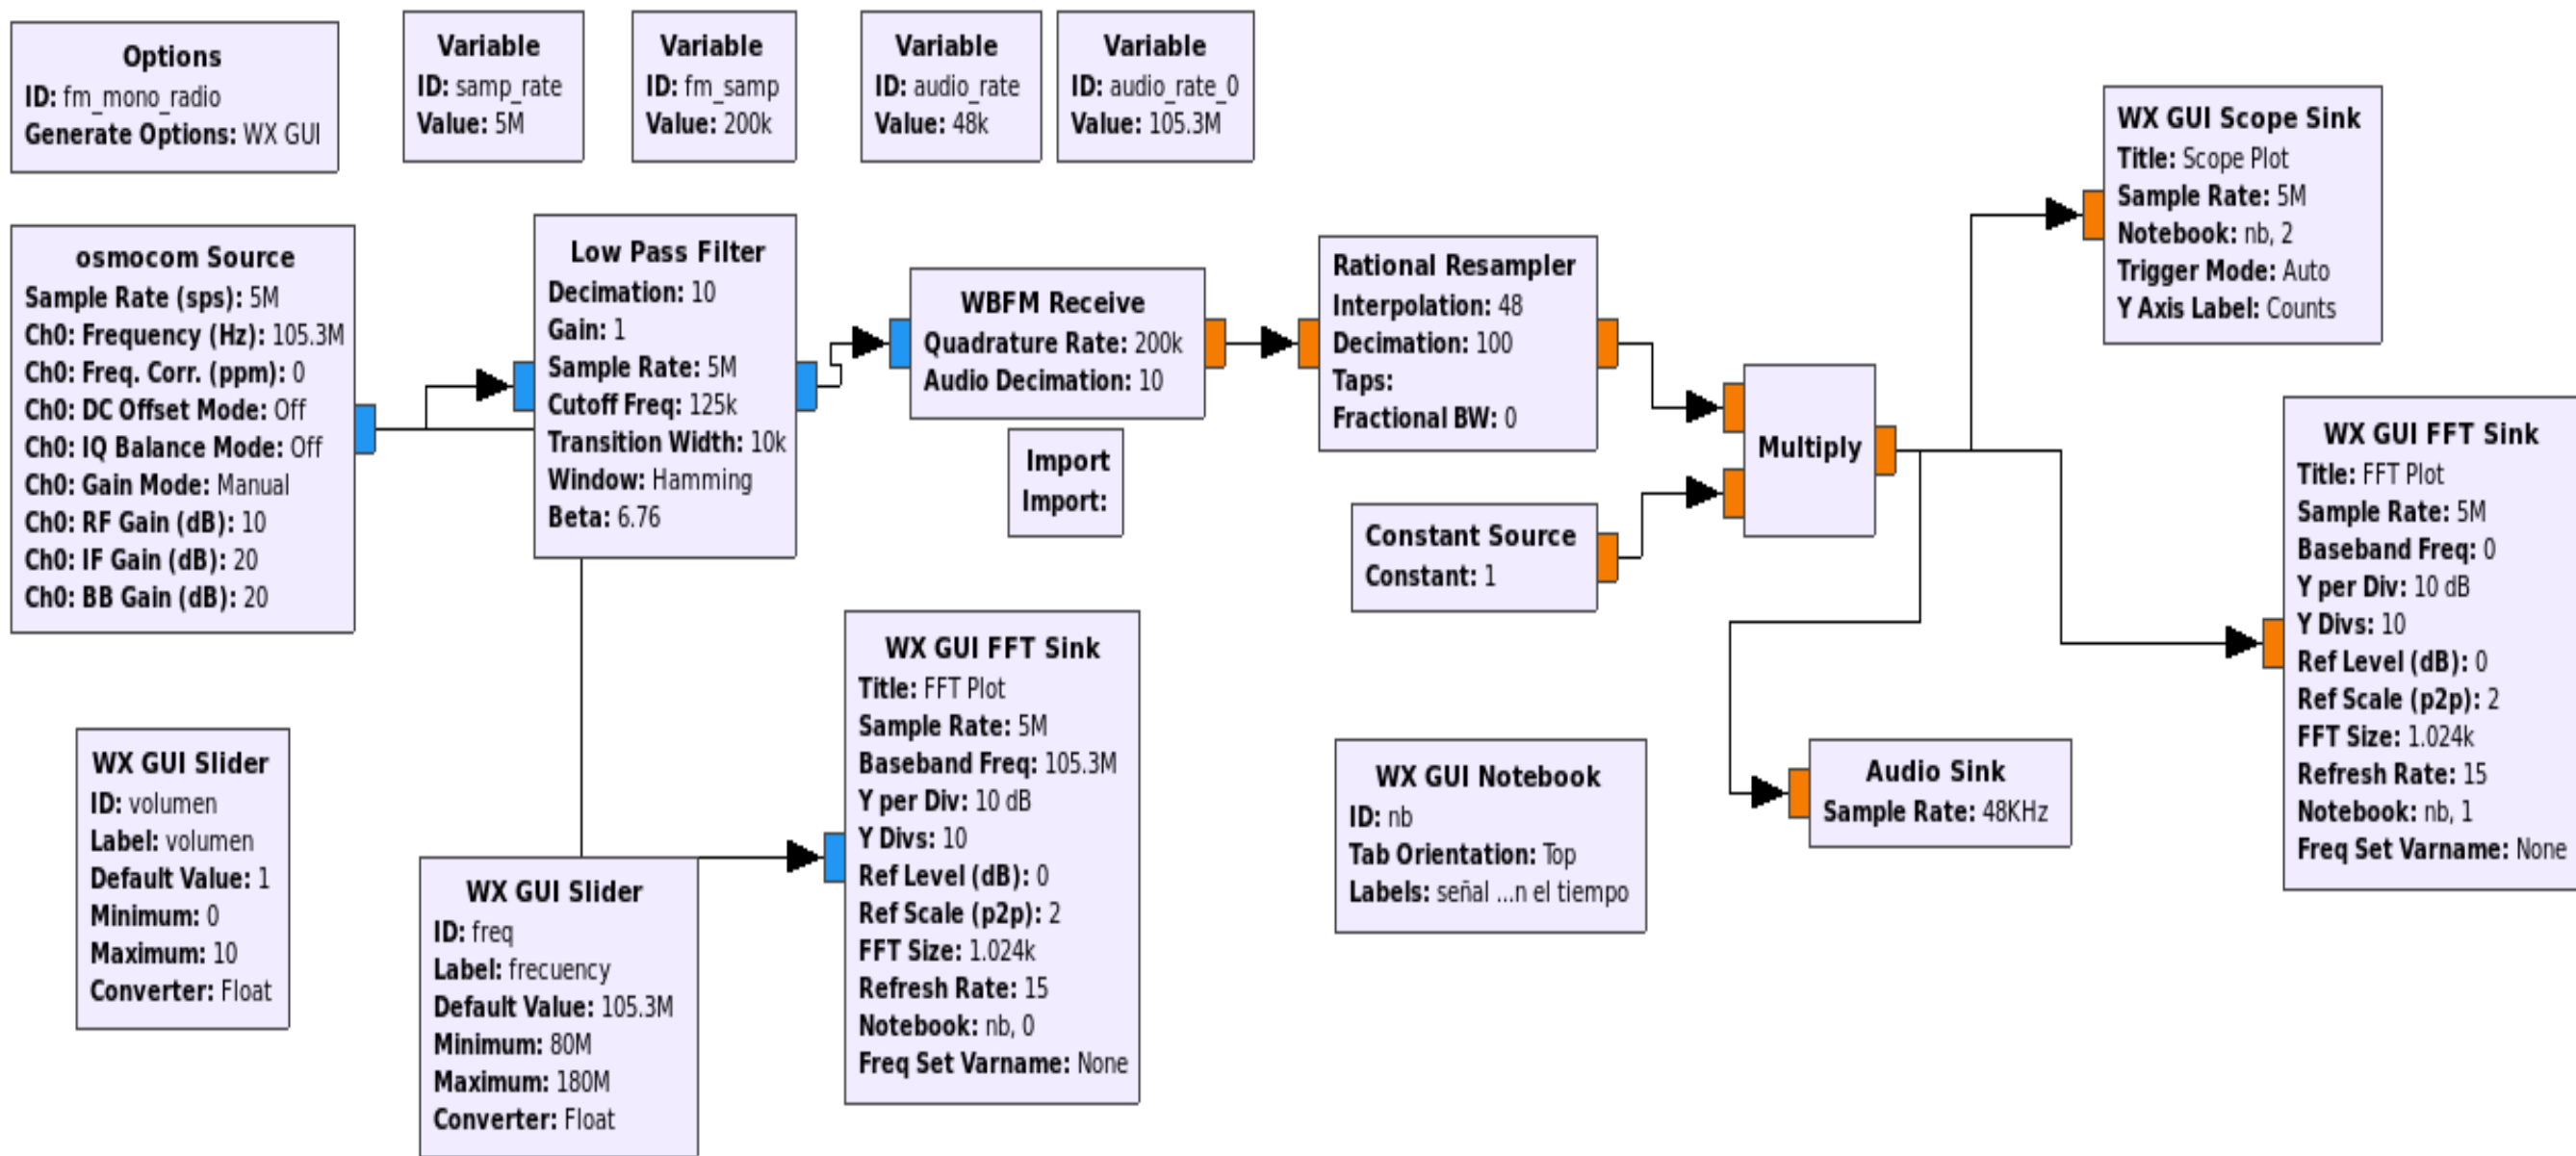 Options
ID: fm_mono_radio
Generate Options: WX GUI
Variable
ID: samp_rate
Value: 5M
Variable
ID: fm_samp
Value: 200k
Variable
ID: audio_rate
Value: 48k
Variable
ID: audio_rate_0
Value: 105.3M
osmocom Source
Sample Rate (sps): 5M
Ch0: Frequency (Hz): 105.3M
Ch0: Freq. Corr. (ppm): 0
Ch0: DC Offset Mode: Off
Ch0: IQ Balance Mode: Off
Ch0: Gain Mode: Manual
Ch0: RF Gain (dB): 10
Ch0: IF Gain (dB): 20
Ch0: BB Gain (dB): 20
Low Pass Filter
Decimation: 10
Gain: 1
Sample Rate: 5M
Cutoff Freq: 125k
Transition Width: 10k
Window: Hamming
Beta: 6.76
WBFM Receive
Quadrature Rate: 200k
Audio Decimation: 10
Import
Import:
Rational Resampler
Interpolation: 48
Decimation: 100
Taps:
Fractional BW: 0
Constant Source
Constant: 1
Multiply
WX GUI Scope Sink
Title: Scope Plot
Sample Rate: 5M
Notebook: nb, 2
Trigger Mode: Auto
Y Axis Label: Counts
WX GUI FFT Sink
Title: FFT Plot
Sample Rate: 5M
Baseband Freq: 0
Y per Div: 10 dB
Y Divs: 10
Ref Level (dB): 0
Ref Scale (p2p): 2
FFT Size: 1.024k
Refresh Rate: 15
Notebook: nb, 1
Freq Set Varname: None
WX GUI Slider
ID: volumen
Label: volumen
Default Value: 1
Minimum: 0
Maximum: 10
Converter: Float
WX GUI Slider
ID: freq
Label: frecuency
Default Value: 105.3M
Minimum: 80M
Maximum: 180M
Converter: Float
WX GUI FFT Sink
Title: FFT Plot
Sample Rate: 5M
Baseband Freq: 105.3M
Y per Div: 10 dB
Y Divs: 10
Ref Level (dB): 0
Ref Scale (p2p): 2
FFT Size: 1.024k
Refresh Rate: 15
Notebook: nb, 0
Freq Set Varname: None
WX GUI Notebook
ID: nb
Tab Orientation: Top
Labels: señal ...n el tiempo
Audio Sink
Sample Rate: 48KHz